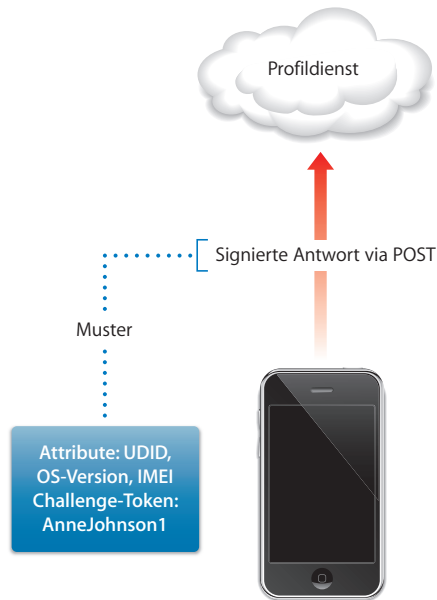 Profildienst
Signierte Antwort via POST
Muster
Attribute: UDID,
OS-Version, IMEI
Challenge-Token:
AnneJohnson1